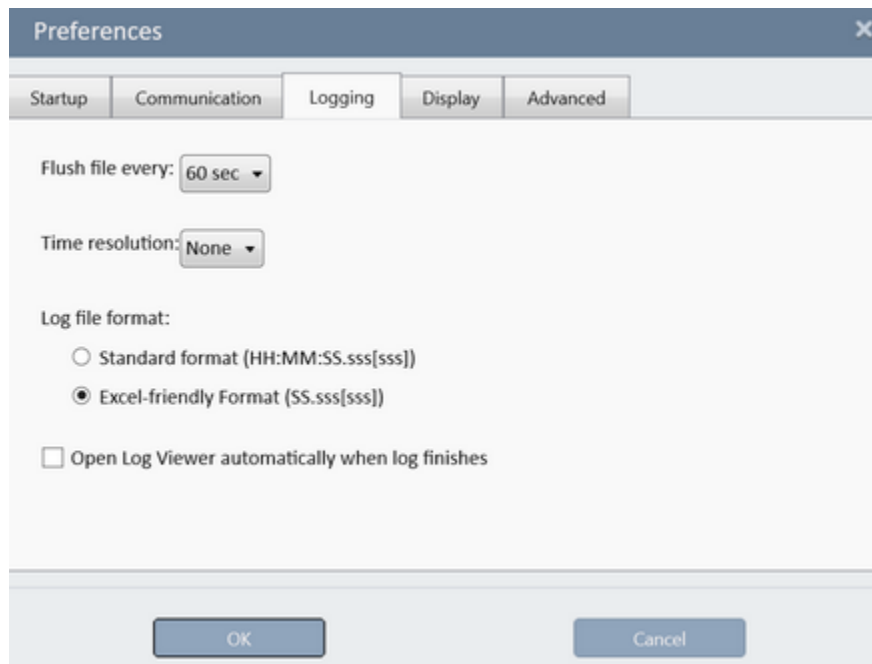 Preferences
Startup Communication Logging Display Advanced
Flush file every: 60 sec
Time resolution: None
Log file format:
Standard format (HH:MM:SS.sss[sss])
Excel-friendly Format (SS.sss[sss])
Open Log Viewer automatically when log finishes
OK Cancel